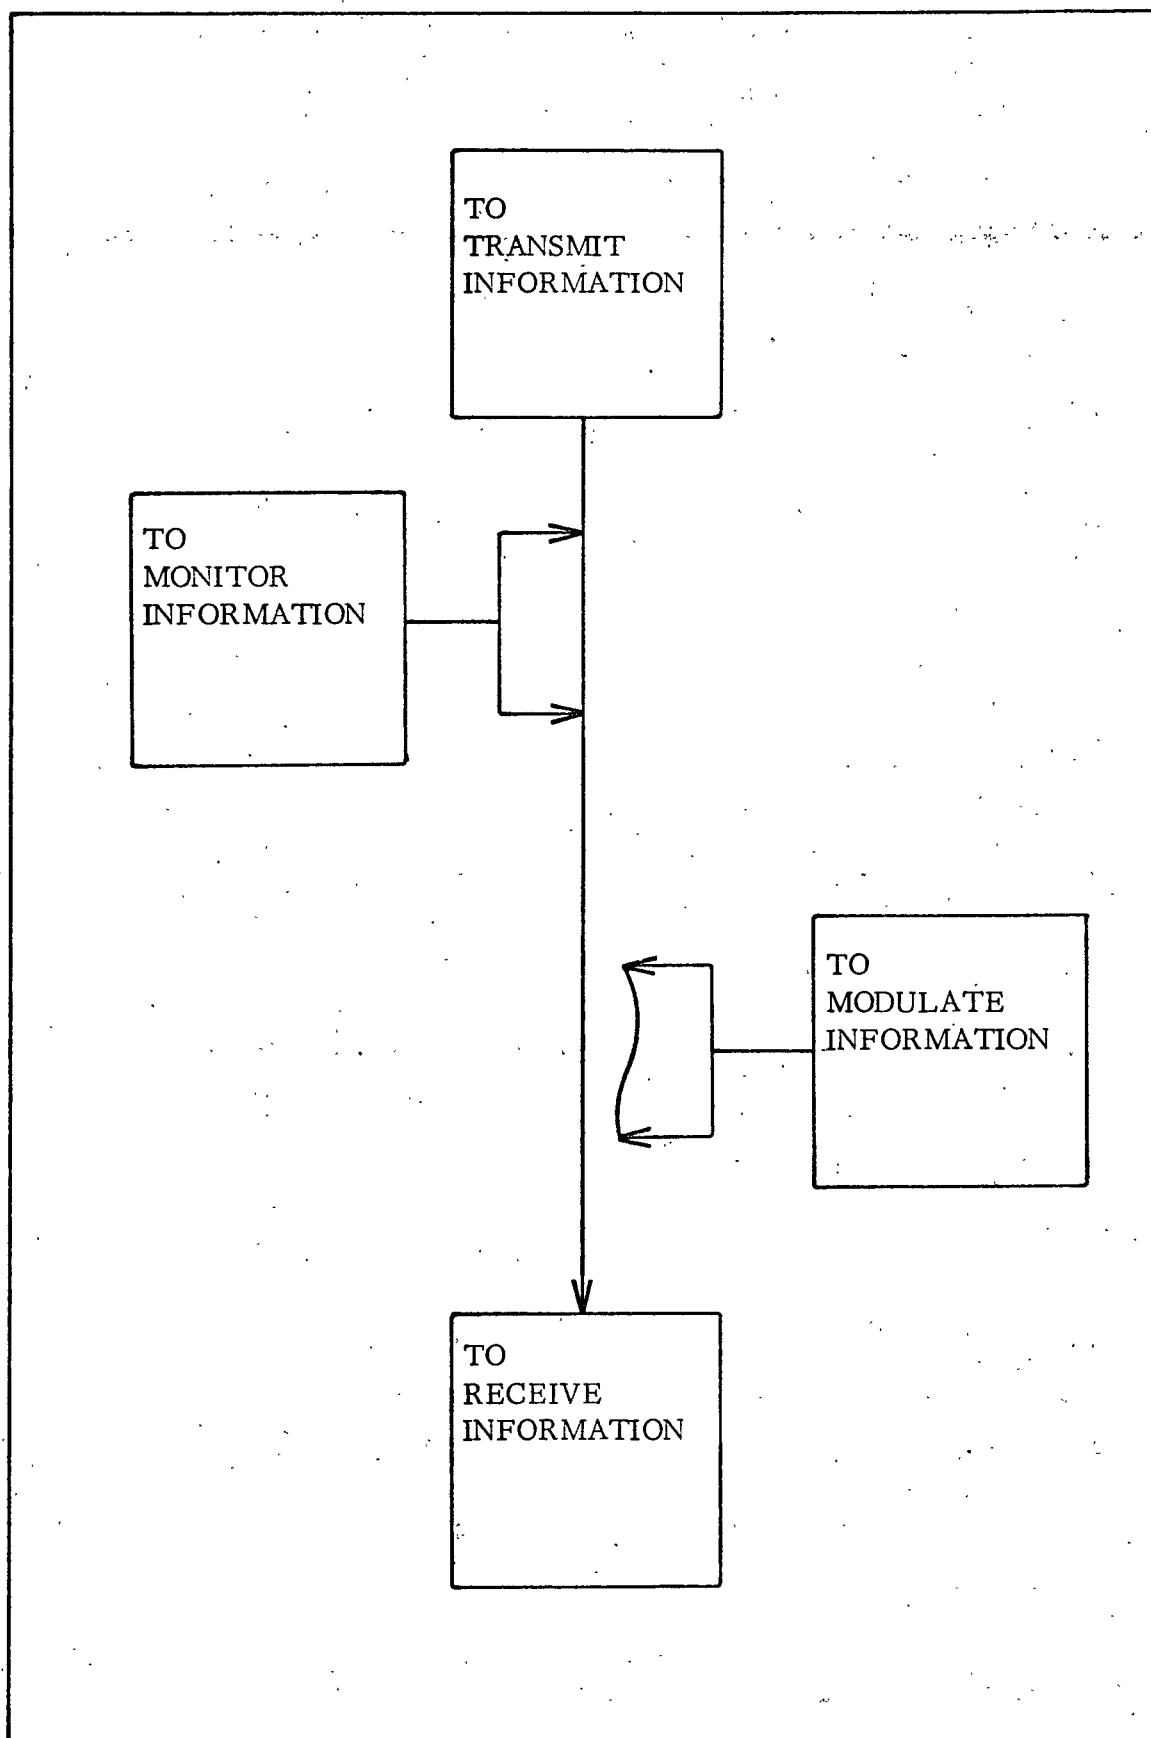 TO
TRANSMIT
INFORMATION
TO
MONITOR
INFORMATION
TO
MODULATE
INFORMATION
TO
RECEIVE
INFORMATION